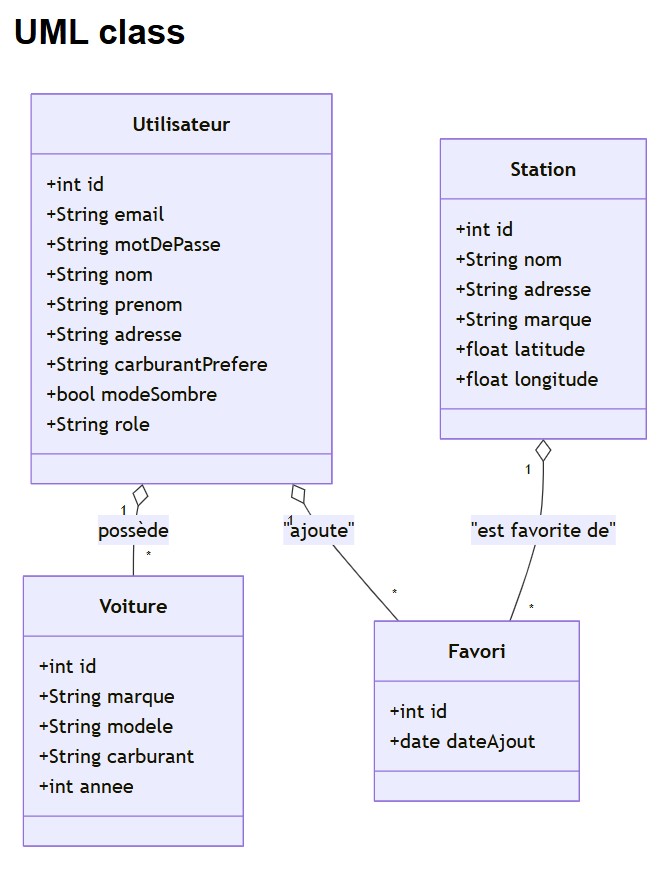 UML class
Utilisateur
+int id
+String email
+String motDePasse
+String nom
+String prenom
+String adresse
+String carburantPrefere
+bool modeSombre
+String role
Station
+int id
+String nom
+String adresse
+String marque
+float latitude
+float longitude
1
possède
*
1
"ajoute"
*
1
"est favorite de"
*
Voiture
+int id
+String marque
+String modele
+String carburant
+int annee
Favori
+int id
+date dateAjout